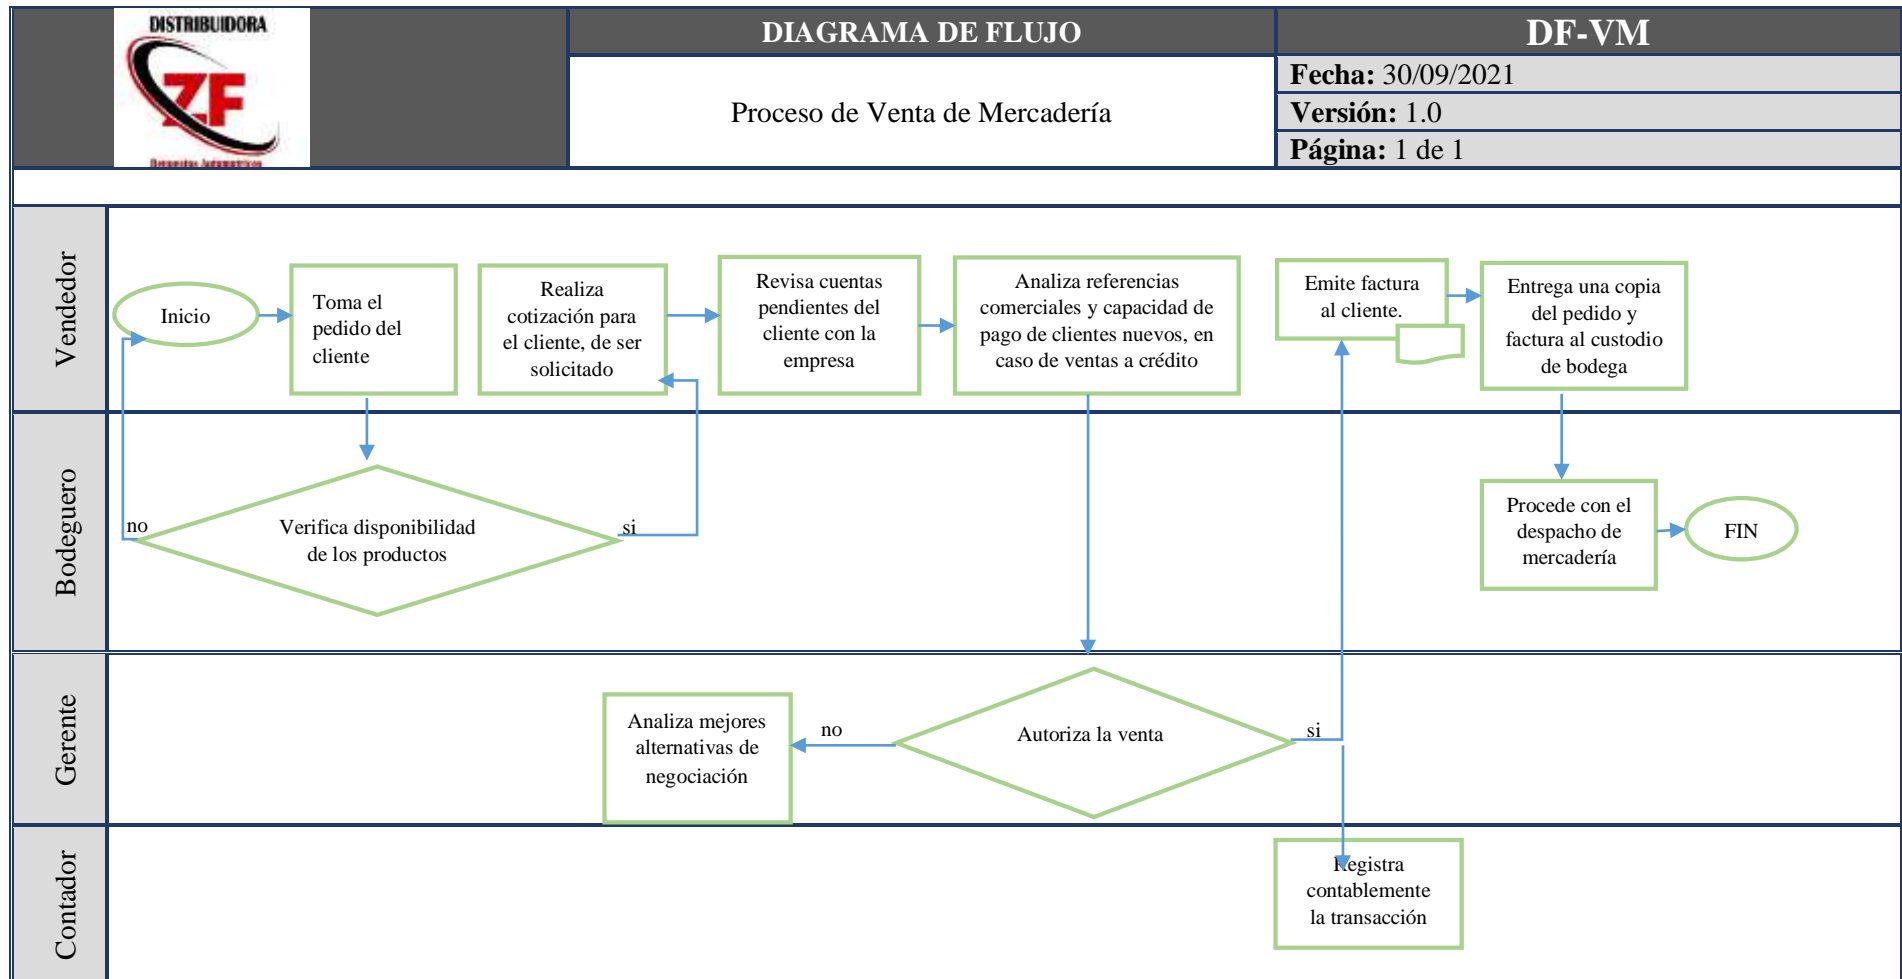 DISTRIBUIDORA
ZF
Repuestos Automotrices
DIAGRAMA DE FLUJO
DF-VM
Proceso de Venta de Mercadería
Fecha: 30/09/2021
Versión: 1.0
Página: 1 de 1
Vendedor
Inicio
Toma el
pedido del
cliente
Realiza
cotización para
el cliente, de ser
solicitado
Revisa cuentas
pendientes del
cliente con la
empresa
Analiza referencias
comerciales y capacidad de
pago de clientes nuevos, en
caso de ventas a crédito
Emite factura
al cliente.
Entrega una copia
del pedido y
factura al custodio
de bodega
Bodeguero
no
Verifica disponibilidad
de los productos
si
Procede con el
despacho de
mercadería
FIN
Gerente
Analiza mejores
alternativas de
negociación
no
Autoriza la venta
si
Contador
Registra
contablemente
la transacción